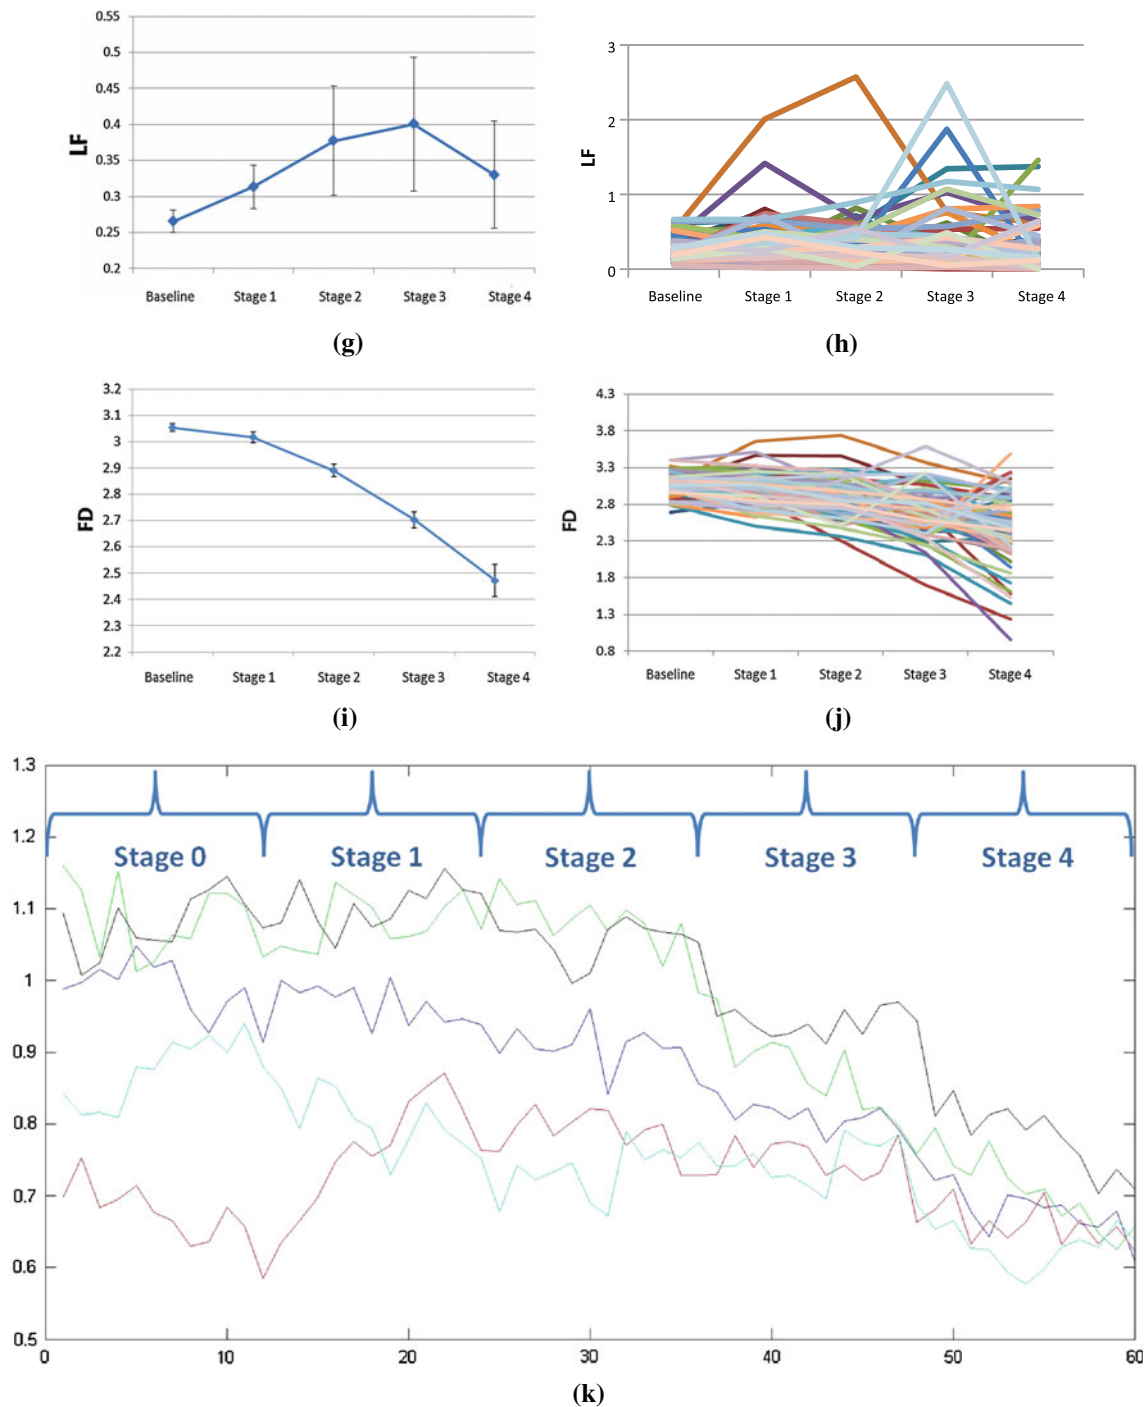 0.55
0.5
0.45
0.4
0.35
0.3
0.25
0.2
LF
Baseline Stage 1 Stage 2 Stage 3 Stage 4
(g)
3
2
1
0
LF
Baseline Stage 1 Stage 2 Stage 3 Stage 4
(h)
3.2
3.1
3
2.9
2.8
2.7
2.6
2.5
2.4
2.3
2.2
FD
Baseline Stage 1 Stage 2 Stage 3 Stage 4
(i)
4.3
3.8
3.3
2.8
2.3
1.8
1.3
0.8
FD
Baseline Stage 1 Stage 2 Stage 3 Stage 4
(j)
1.3
1.2
1.1
1
0.9
0.8
0.7
0.6
0.5
Stage 0 Stage 1 Stage 2 Stage 3 Stage 4
0 10 20 30 40 50 60
(k)